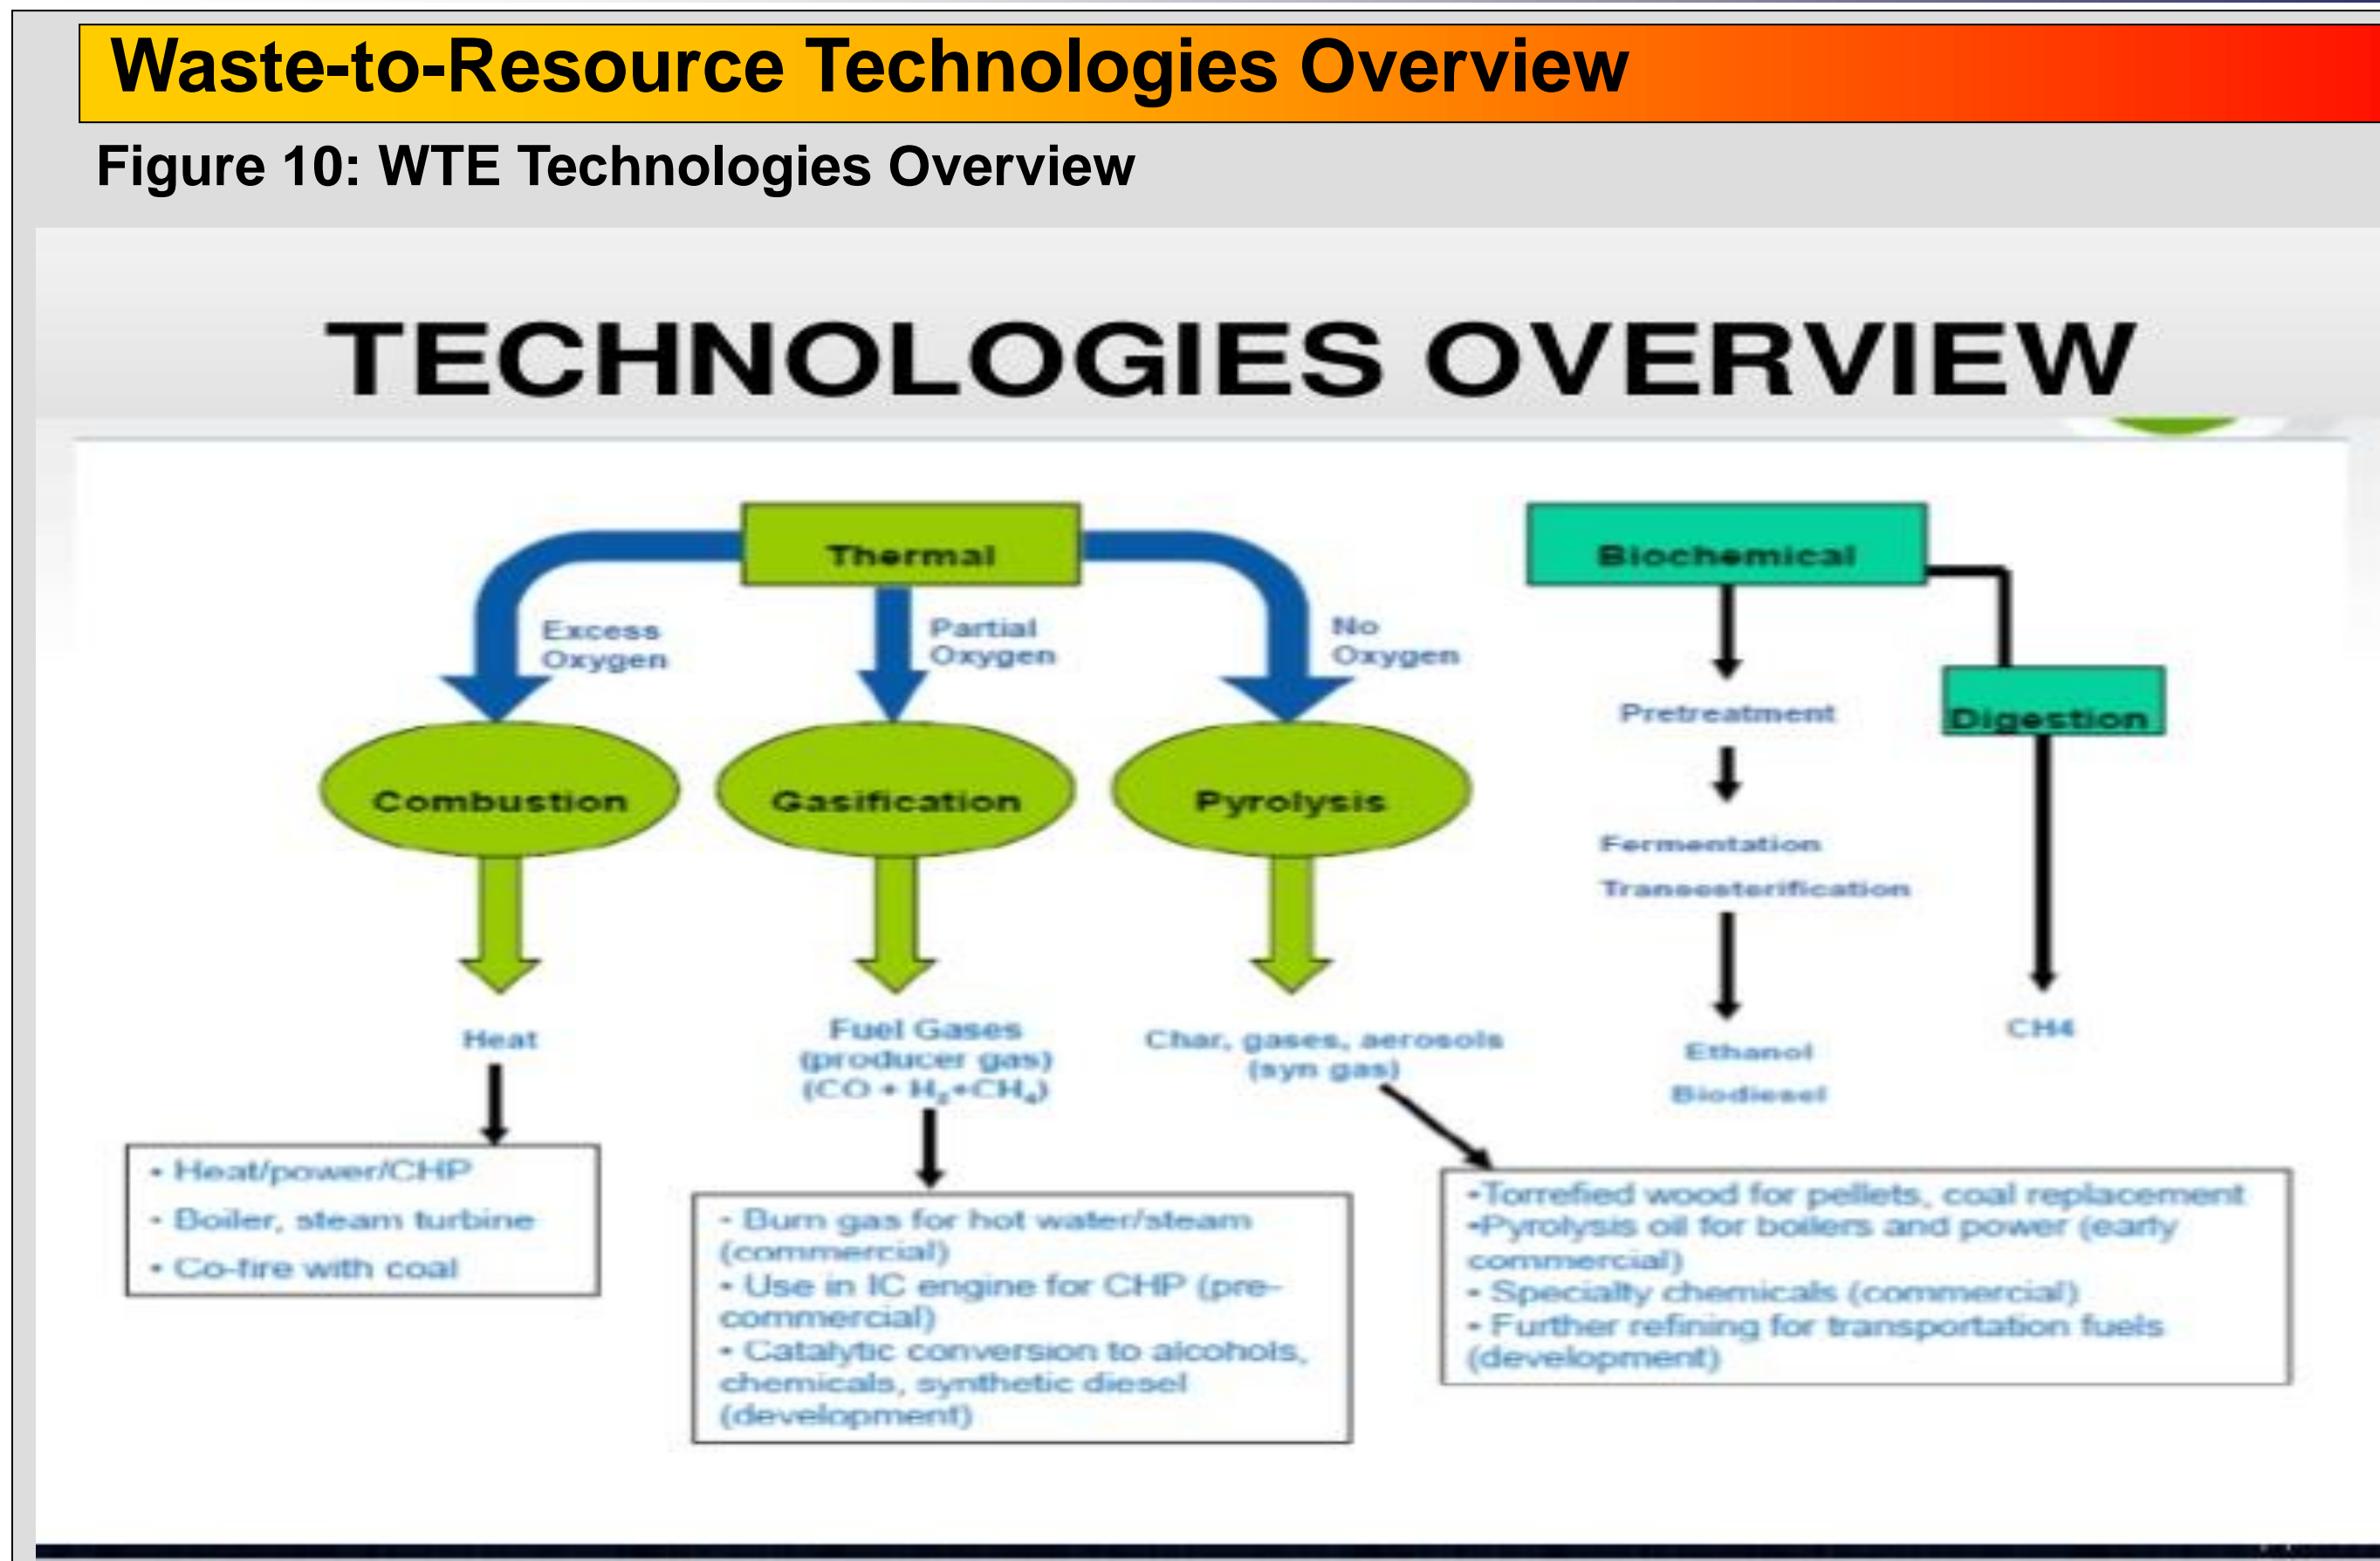 Waste-to-Resource Technologies Overview
Figure 10: WTE Technologies Overview
TECHNOLOGIES OVERVIEW
Thermal
Excess
Oxygen
Partial
Oxygen
No
Oxygen
Combustion
Gasification
Pyrolysis
Heat
Fuel Gases
(producer gas)
(CO + H₂+CH₄)
Char, gases, aerosols
(syn gas)
• Heat/power/CHP
• Boiler, steam turbine
• Co-fire with coal
• Burn gas for hot water/steam
(commercial)
• Use in IC engine for CHP (pre-
commercial)
• Catalytic conversion to alcohols,
chemicals, synthetic diesel
(development)
•Torrefied wood for pellets, coal replacement
•Pyrolysis oil for boilers and power (early
commercial)
• Specialty chemicals (commercial)
• Further refining for transportation fuels
(development)
Biochemical
Pretreatment
Fermentation
Transesterification
Ethanol
Biodiesel
Digestion
CH4